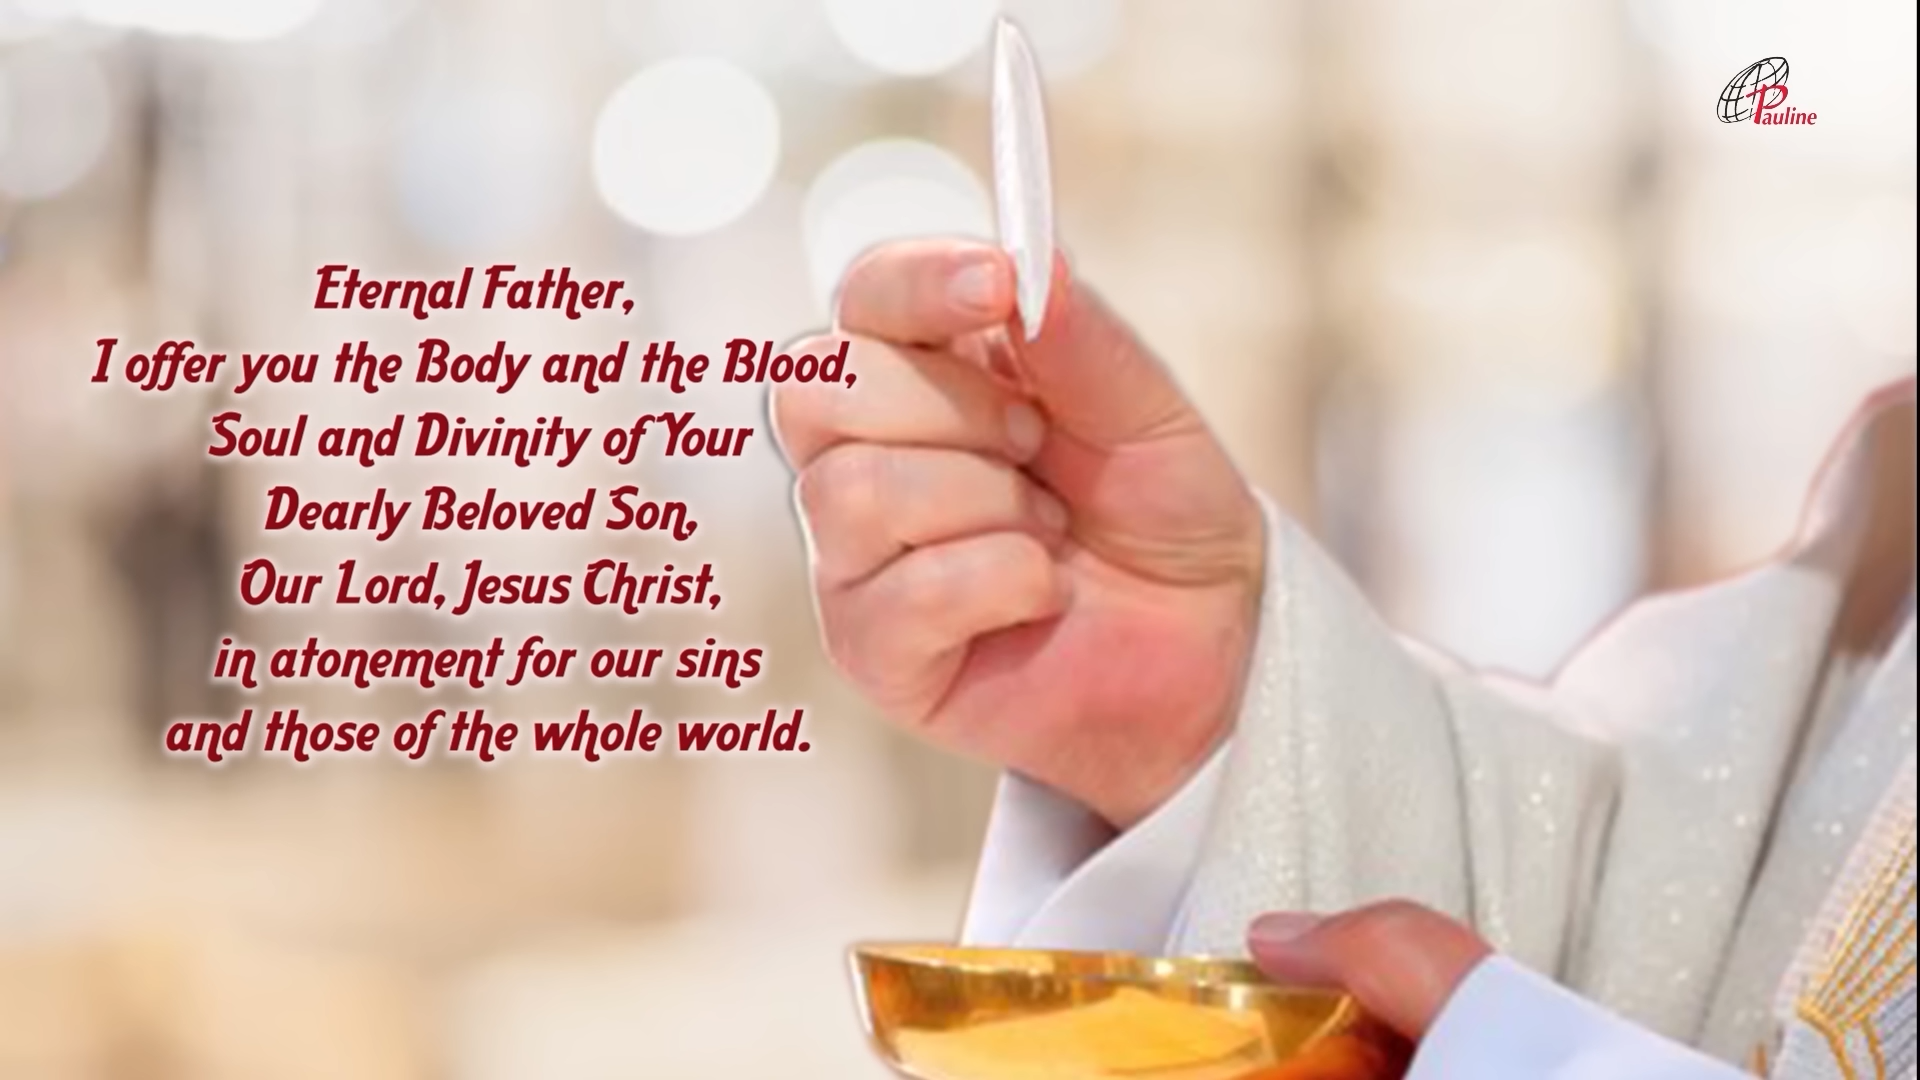 Pauline
Eternal Father,
I offer you the Body and the Blood,
Soul and Divinity of Your
Dearly Beloved Son,
Our Lord, Jesus Christ,
in atonement for our sins
and those of the whole world.